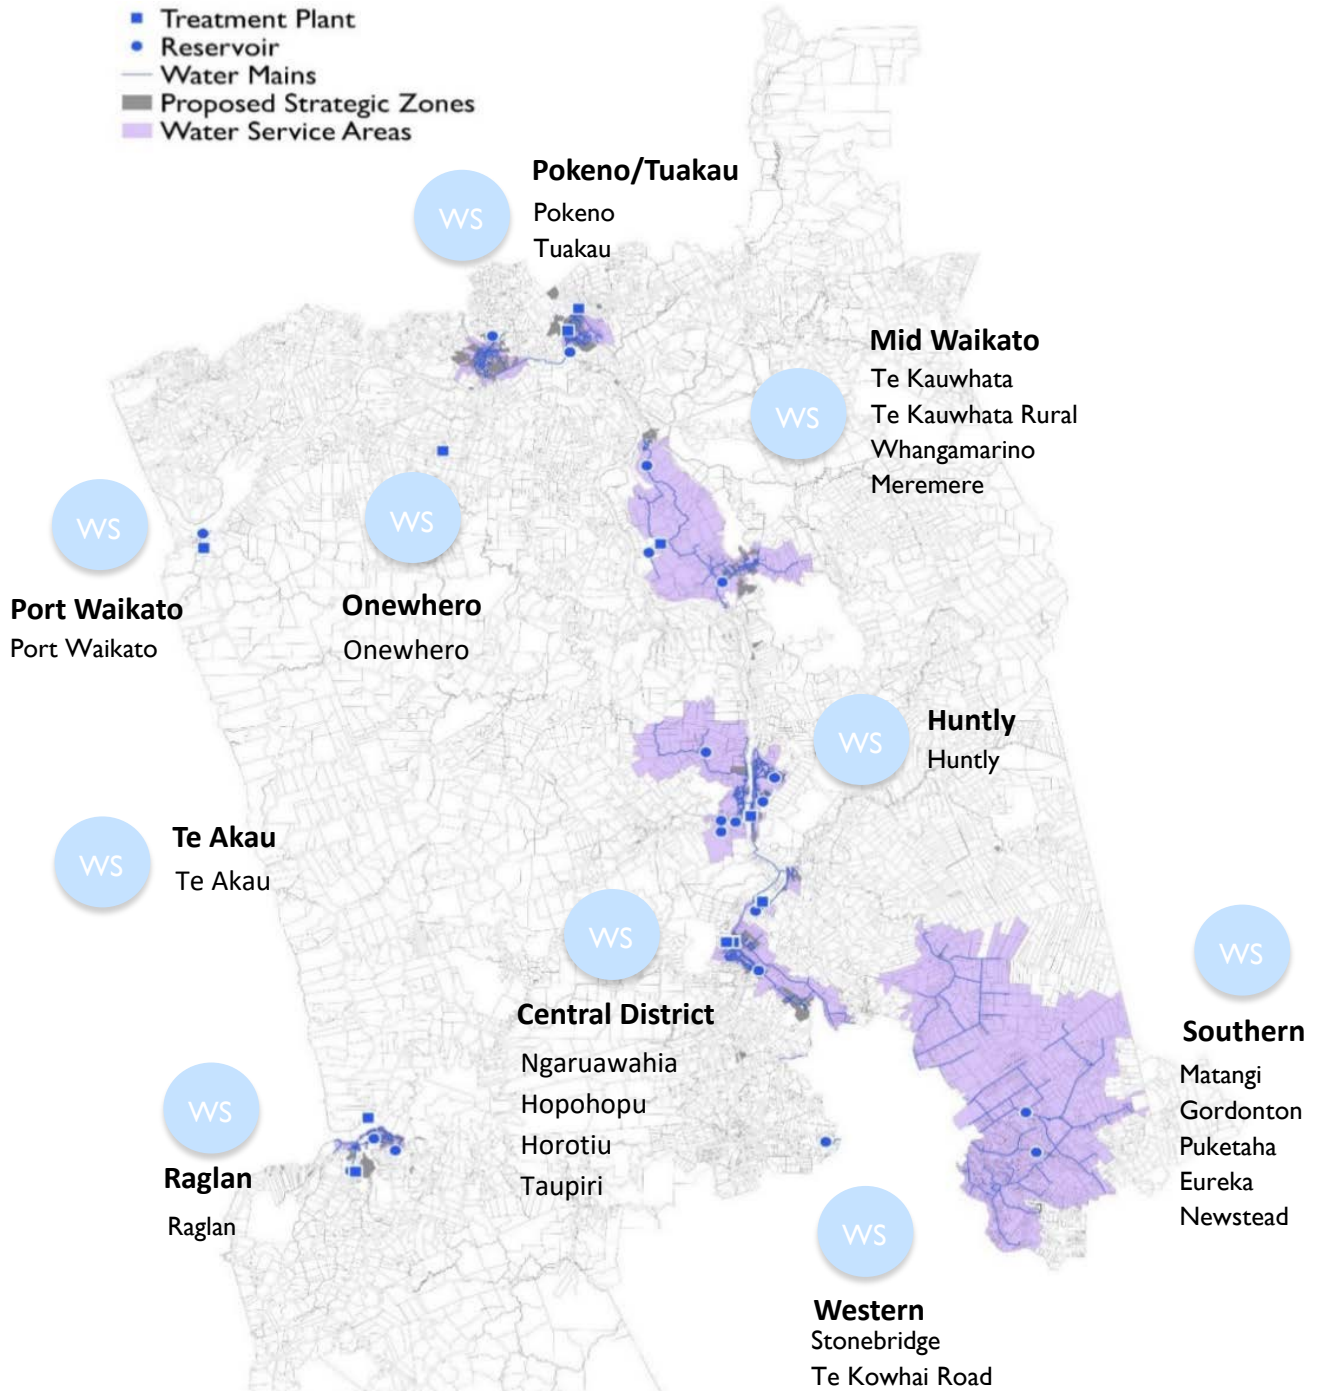 Treatment Plant
Reservoir
Water Mains
Proposed Strategic Zones
Water Service Areas
WS
Pokeno/Tuakau
Pokeno
Tuakau
WS
Mid Waikato
Te Kauwhata
Te Kauwhata Rural
Whangamarino
Meremere
WS
Port Waikato
Port Waikato
WS
Onewhero
Onewhero
WS
Huntly
Huntly
WS
Te Akau
Te Akau
WS
Central District
Ngaruawahia
Hopohopu
Horotiu
Taupiri
WS
Southern
Matangi
Gordonton
Puketaha
Eureka
Newstead
WS
Raglan
Raglan
WS
Western
Stonebridge
Te Kowhai Road